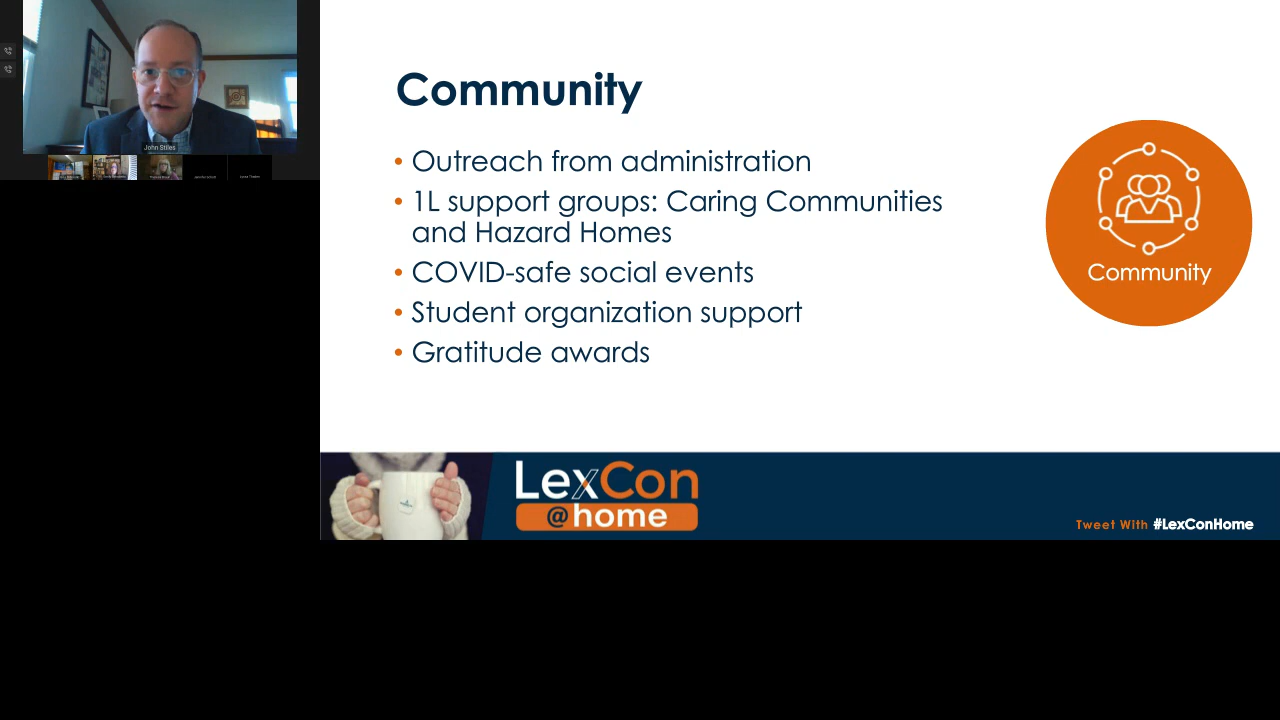 John Stiles
Community
• Outreach from administration
• 1L support groups: Caring Communities
and Hazard Homes
• COVID-safe social events
• Student organization support
• Gratitude awards
Community
LexCon
@home
Tweet With #LexConHome